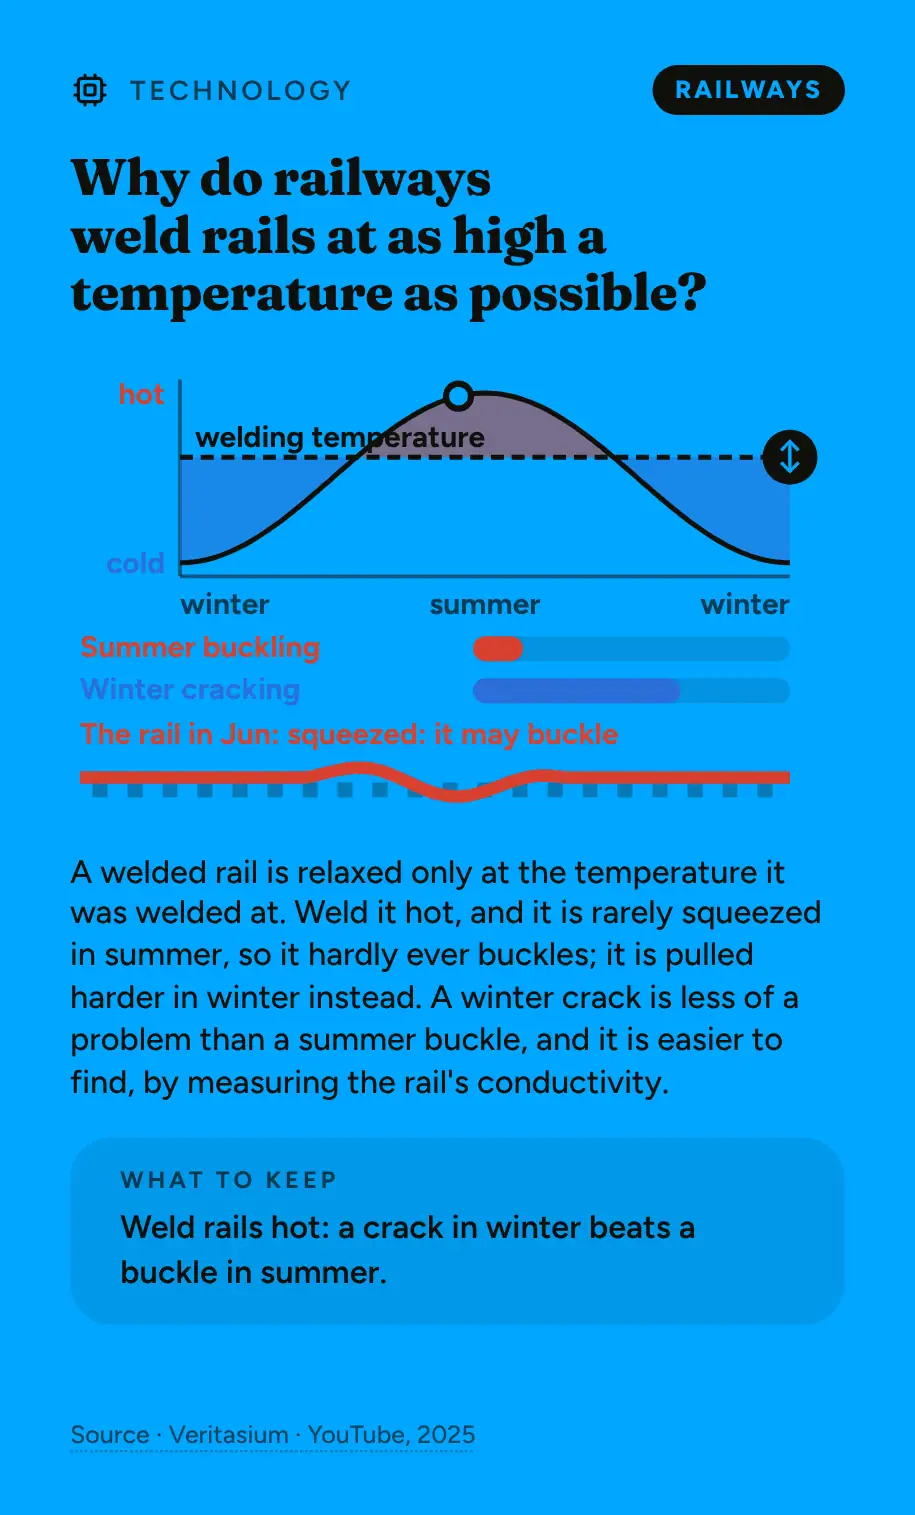 TECHNOLOGY
RAILWAYS
Why do railways
weld rails at as high a
temperature as possible?
hot
welding temperature
cold
winter
summer
winter
Summer buckling
Winter cracking
The rail in Jun: squeezed: it may buckle
A welded rail is relaxed only at the temperature it
was welded at. Weld it hot, and it is rarely squeezed
in summer, so it hardly ever buckles; it is pulled
harder in winter instead. A winter crack is less of a
problem than a summer buckle, and it is easier to
find, by measuring the rail's conductivity.
WHAT TO KEEP
Weld rails hot: a crack in winter beats a
buckle in summer.
Source · Veritasium · YouTube, 2025